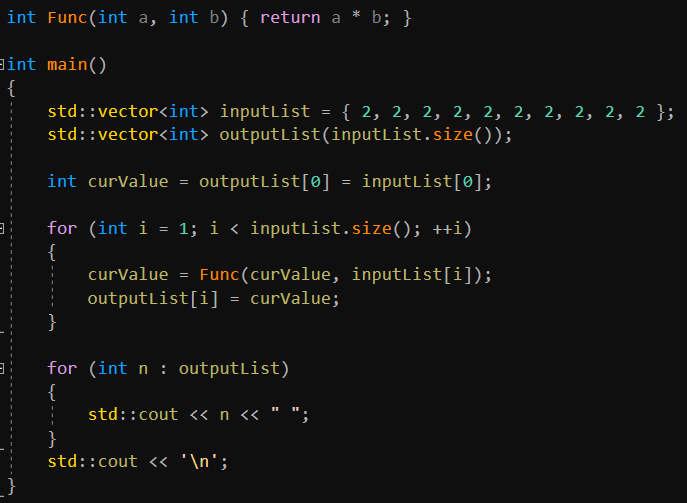 int Func(int a, int b) { return a * b; }
int main()
{
std::vector<int> inputList = { 2, 2, 2, 2, 2, 2, 2, 2, 2, 2 };
std::vector<int> outputList(inputList.size());
int curValue = outputList[0] = inputList[0];
for (int i = 1; i < inputList.size(); ++i)
{
curValue = Func(curValue, inputList[i]);
outputList[i] = curValue;
}
for (int n : outputList)
{
std::cout << n << " ";
}
std::cout << '\n';
}